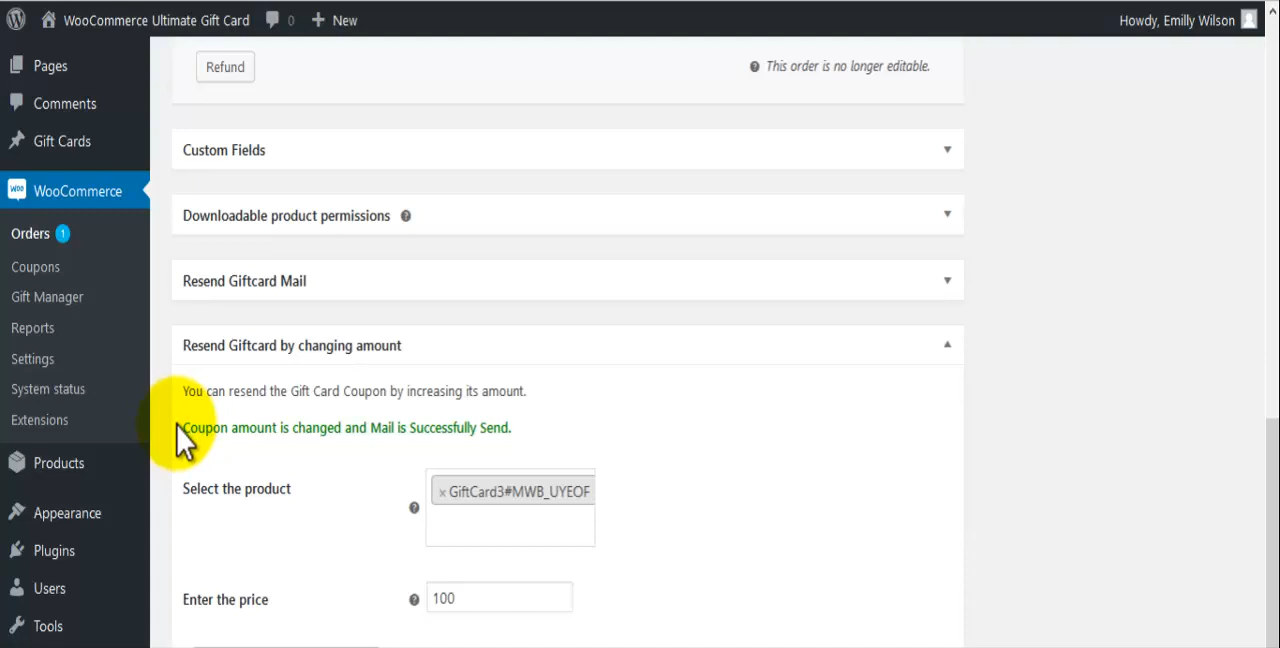 WooCommerce Ultimate Gift Card 0 + New Howdy, Emilly Wilson
Pages
Comments
Gift Cards
WooCommerce
Orders 1
Coupons
Gift Manager
Reports
Settings
System status
Extensions
Products
Appearance
Plugins
Users
Tools
Refund
This order is no longer editable.
Custom Fields
Downloadable product permissions
Resend Giftcard Mail
Resend Giftcard by changing amount
You can resend the Gift Card Coupon by increasing its amount.
Coupon amount is changed and Mail is Successfully Send.
Select the product
× GiftCard3#MWB_UYEOF
Enter the price
100